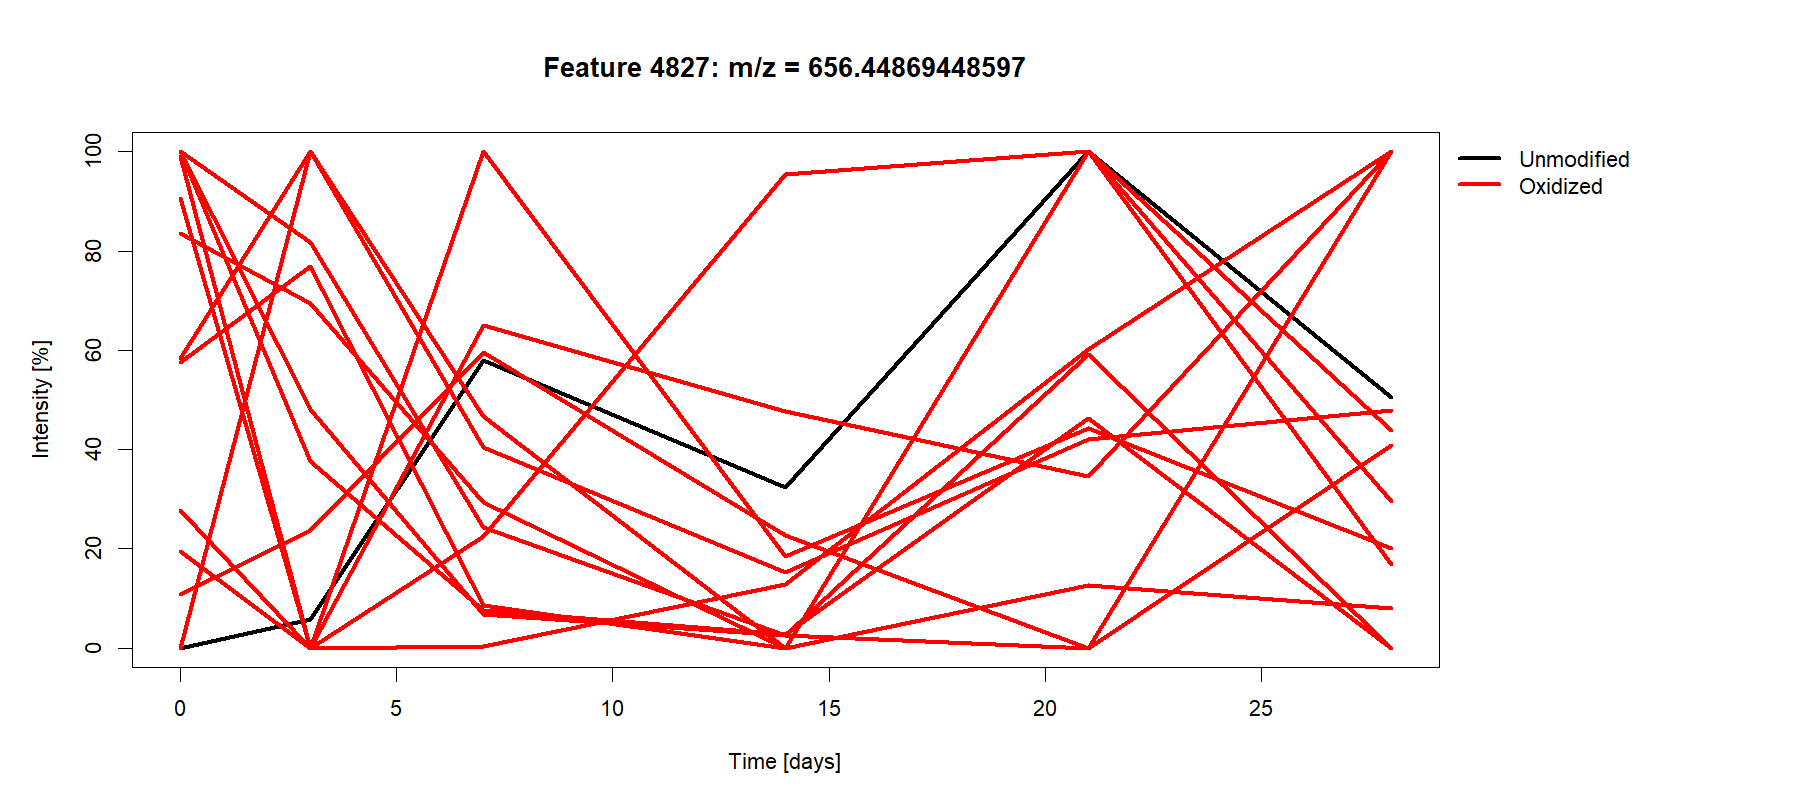 Feature 4827: m/z = 656.44869448597
Unmodified
Oxidized
Intensity [%]
100
80
60
40
20
0
0 5 10 15 20 25
Time [days]